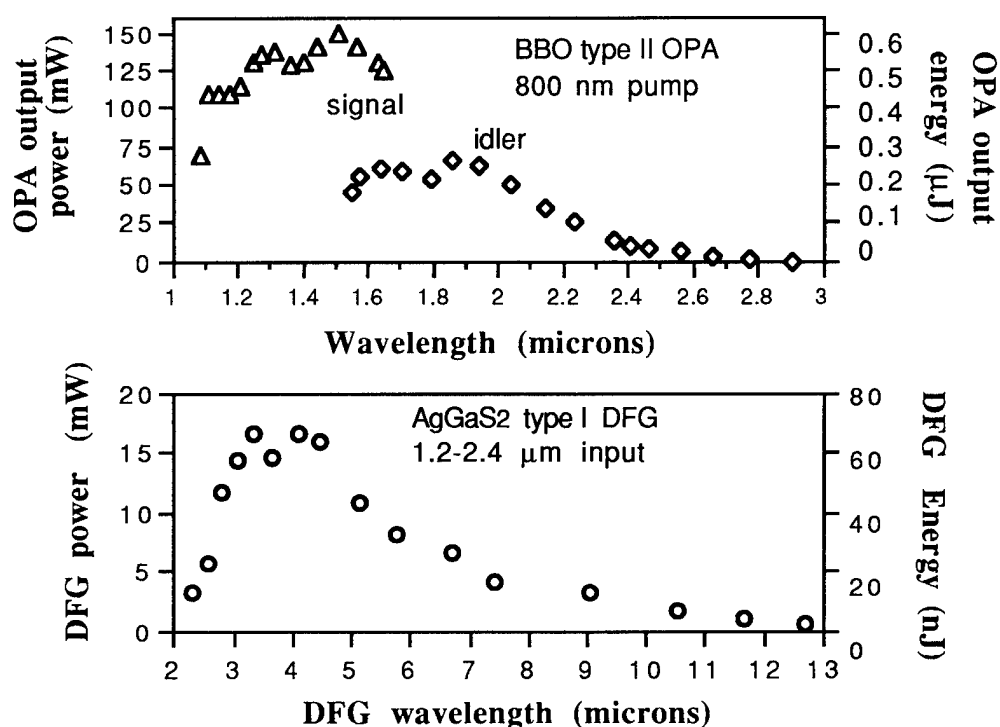 OPA output
power (mW)
150
125
100
75
50
25
0
BBO type II OPA
800 nm pump
signal
idler
0.6
0.5
0.4
0.3
0.2
0.1
0
OPA output
energy (μJ)
1 1.2 1.4 1.6 1.8 2 2.2 2.4 2.6 2.8 3
Wavelength (microns)
DFG power (mW)
20
15
10
5
0
AgGaS2 type I DFG
1.2-2.4 μm input
80
60
40
20
0
DFG Energy (nJ)
2 3 4 5 6 7 8 9 10 11 12 13
DFG wavelength (microns)